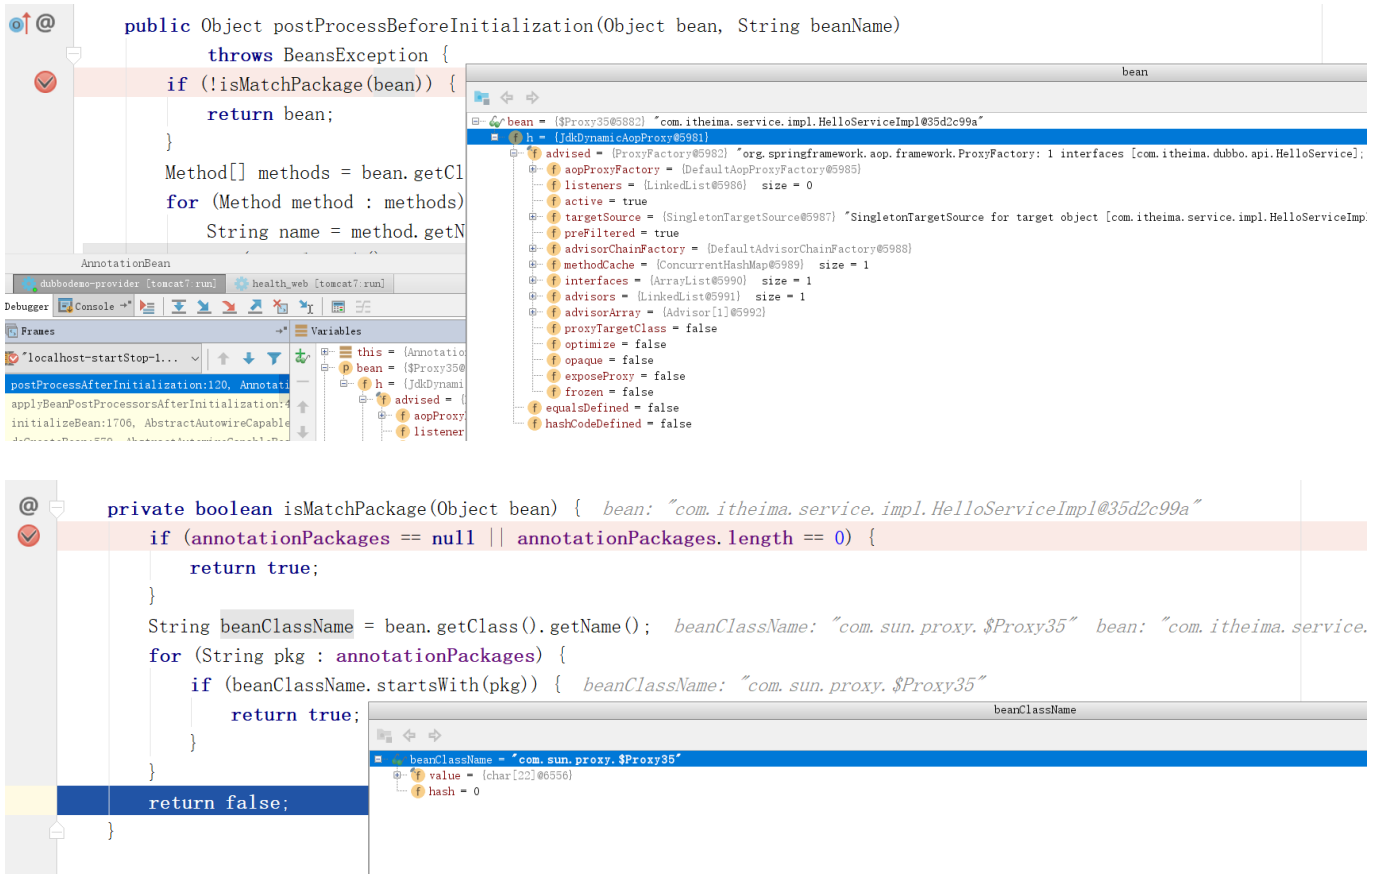 public Object postProcessBeforeInitialization(Object bean, String beanName)
throws BeansException {
if (!isMatchPackage(bean)) {
return bean;
}
Method[] methods = bean.getCl
for (Method method : methods)
String name = method.getN
AnnotationBean
bean
bean = {$Proxy35@5882} "com.itheima.service.impl.HelloServiceImpl@35d2c99a"
h = {JdkDynamicAopProxy@5981}
advised = {ProxyFactory@5982} "org.springframework.aop.framework.ProxyFactory: 1 interfaces [com.itheima.dubbo.api.HelloService];
aopProxyFactory = {DefaultAopProxyFactory@5985}
listeners = {LinkedList@5986} size = 0
active = true
targetSource = {SingletonTargetSource@5987} "SingletonTargetSource for target object [com.itheima.service.impl.HelloServiceImp
preFiltered = true
advisorChainFactory = {DefaultAdvisorChainFactory@5988}
methodCache = {ConcurrentHashMap@5989} size = 1
interfaces = {ArrayList@5990} size = 1
advisors = {LinkedList@5991} size = 1
advisorArray = {Advisor[1]@5992}
proxyTargetClass = false
optimize = false
opaque = false
exposeProxy = false
frozen = false
equalsDefined = false
hashCodeDefined = false
dubbodemo-provider [tomcat7:run] health_web [tomcat7:run]
Debugger Console
Frames Variables
"localhost-startStop-1...
postProcessAfterInitialization:120, Annotati
applyBeanPostProcessorsAfterInitialization:4
initializeBean:1706, AbstractAutowireCapable
this = {Annotatio
bean = {$Proxy35@
h = {JdkDynami
advised = {
aopProxy
listener
private boolean isMatchPackage(Object bean) { bean: "com.itheima.service.impl.HelloServiceImpl@35d2c99a"
if (annotationPackages == null || annotationPackages.length == 0) {
return true;
}
String beanClassName = bean.getClass().getName(); beanClassName: "com.sun.proxy.$Proxy35" bean: "com.itheima.service.
for (String pkg : annotationPackages) {
if (beanClassName.startsWith(pkg)) { beanClassName: "com.sun.proxy.$Proxy35"
return true;
}
}
return false;
}
beanClassName
beanClassName = "com.sun.proxy.$Proxy35"
value = {char[22]@6556}
hash = 0